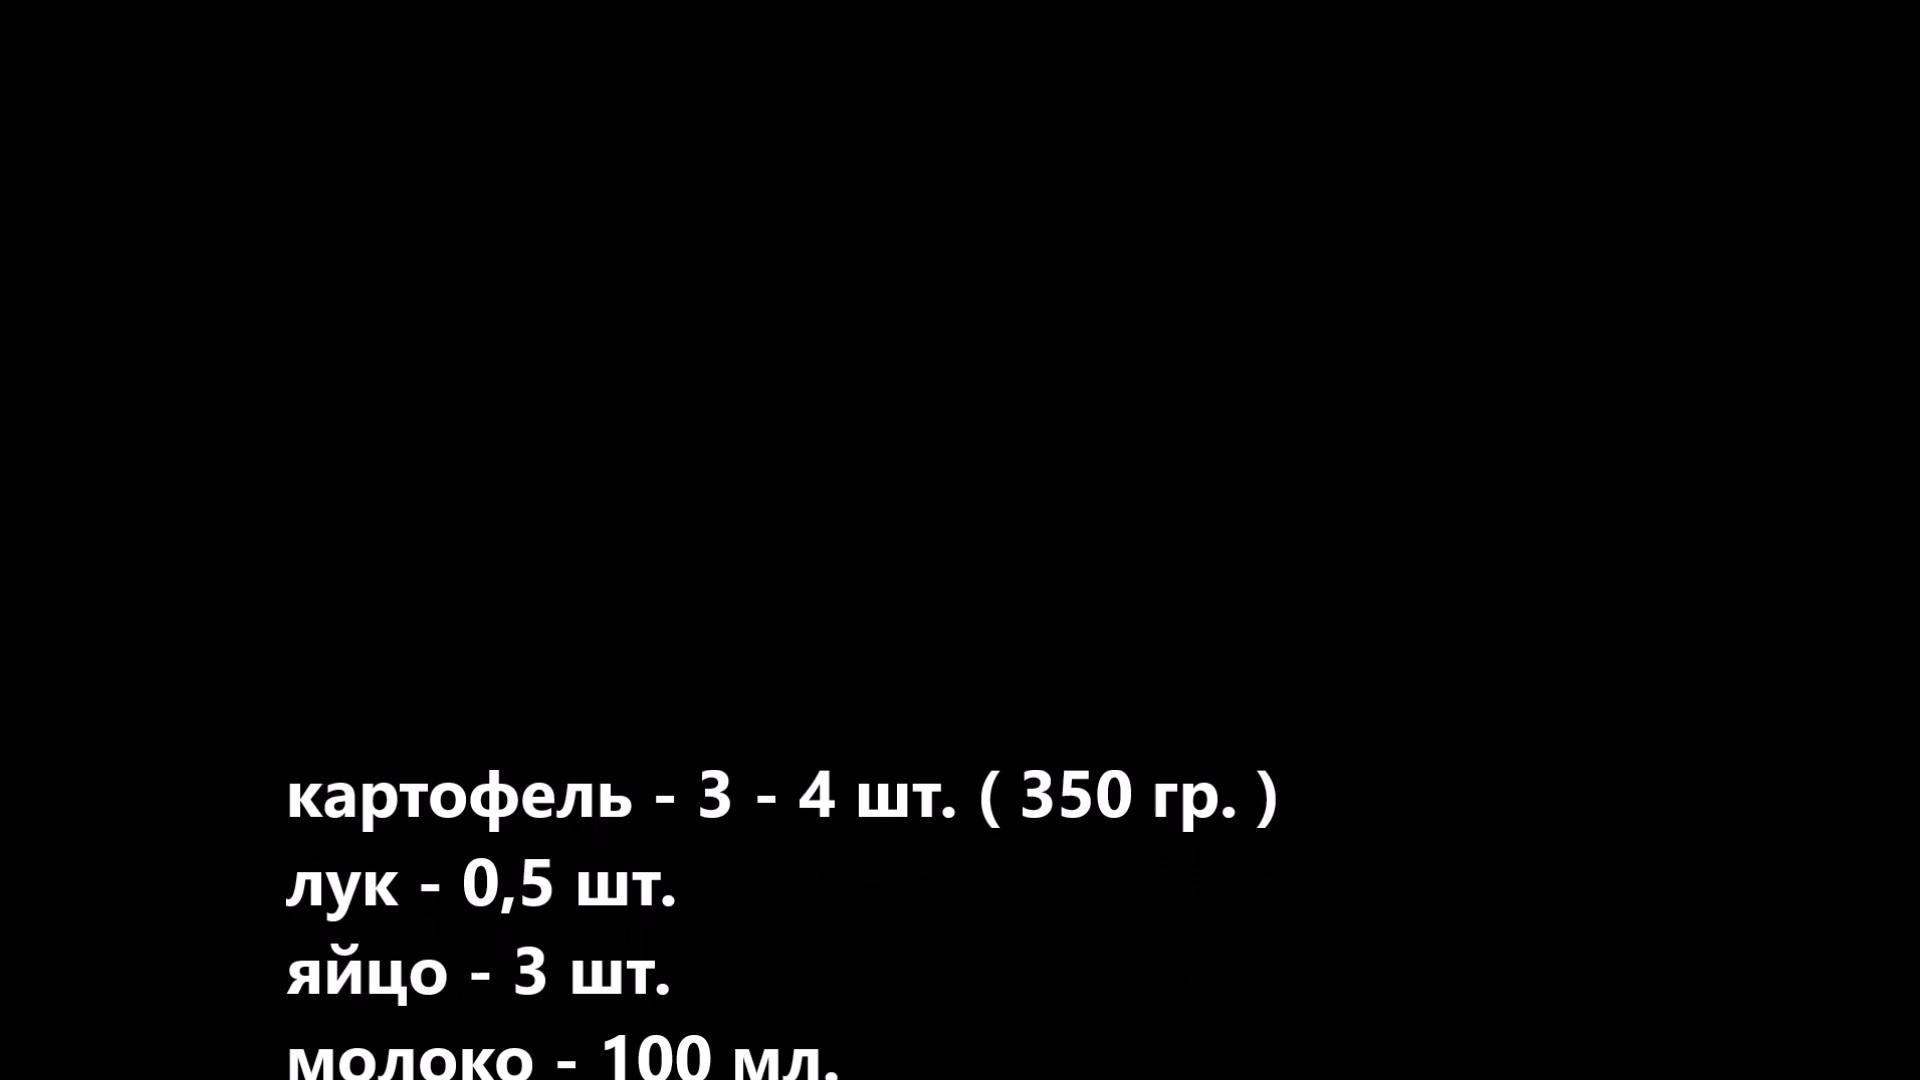 картофель - 3 - 4 шт. ( 350 гр. )
лук - 0,5 шт.
яйцо - 3 шт.
молоко - 100 мл.